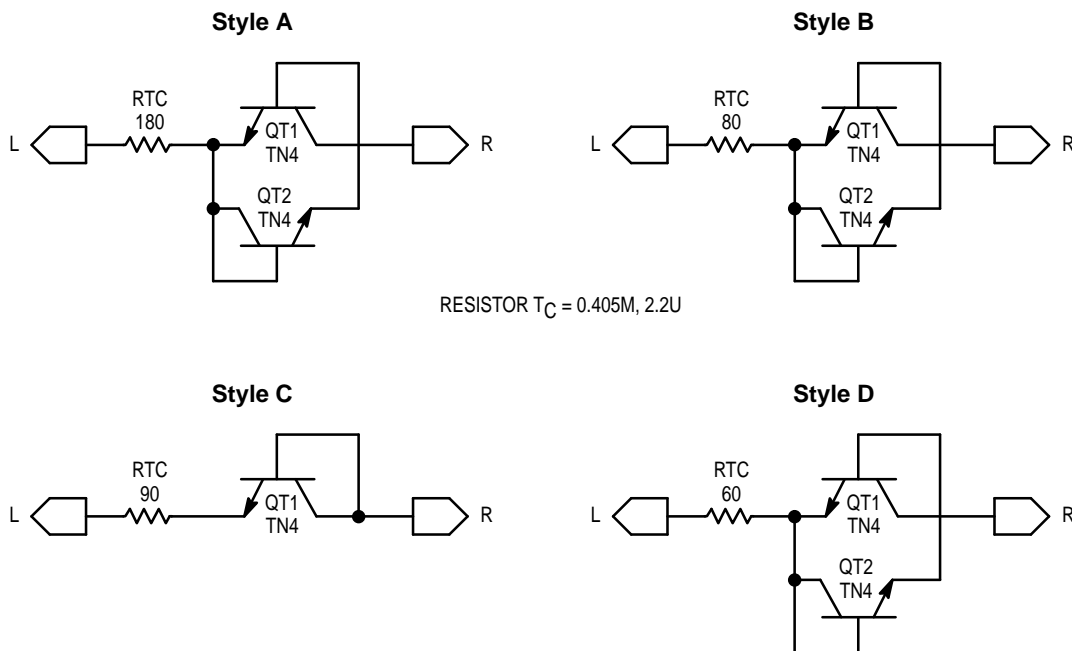 Style A
Style B
RTC
180
L
QT1
TN4
R
QT2
TN4
RTC
80
L
QT1
TN4
R
QT2
TN4
RESISTOR TC = 0.405M, 2.2U
Style C
Style D
RTC
90
L
QT1
TN4
R
RTC
60
L
QT1
TN4
R
QT2
TN4